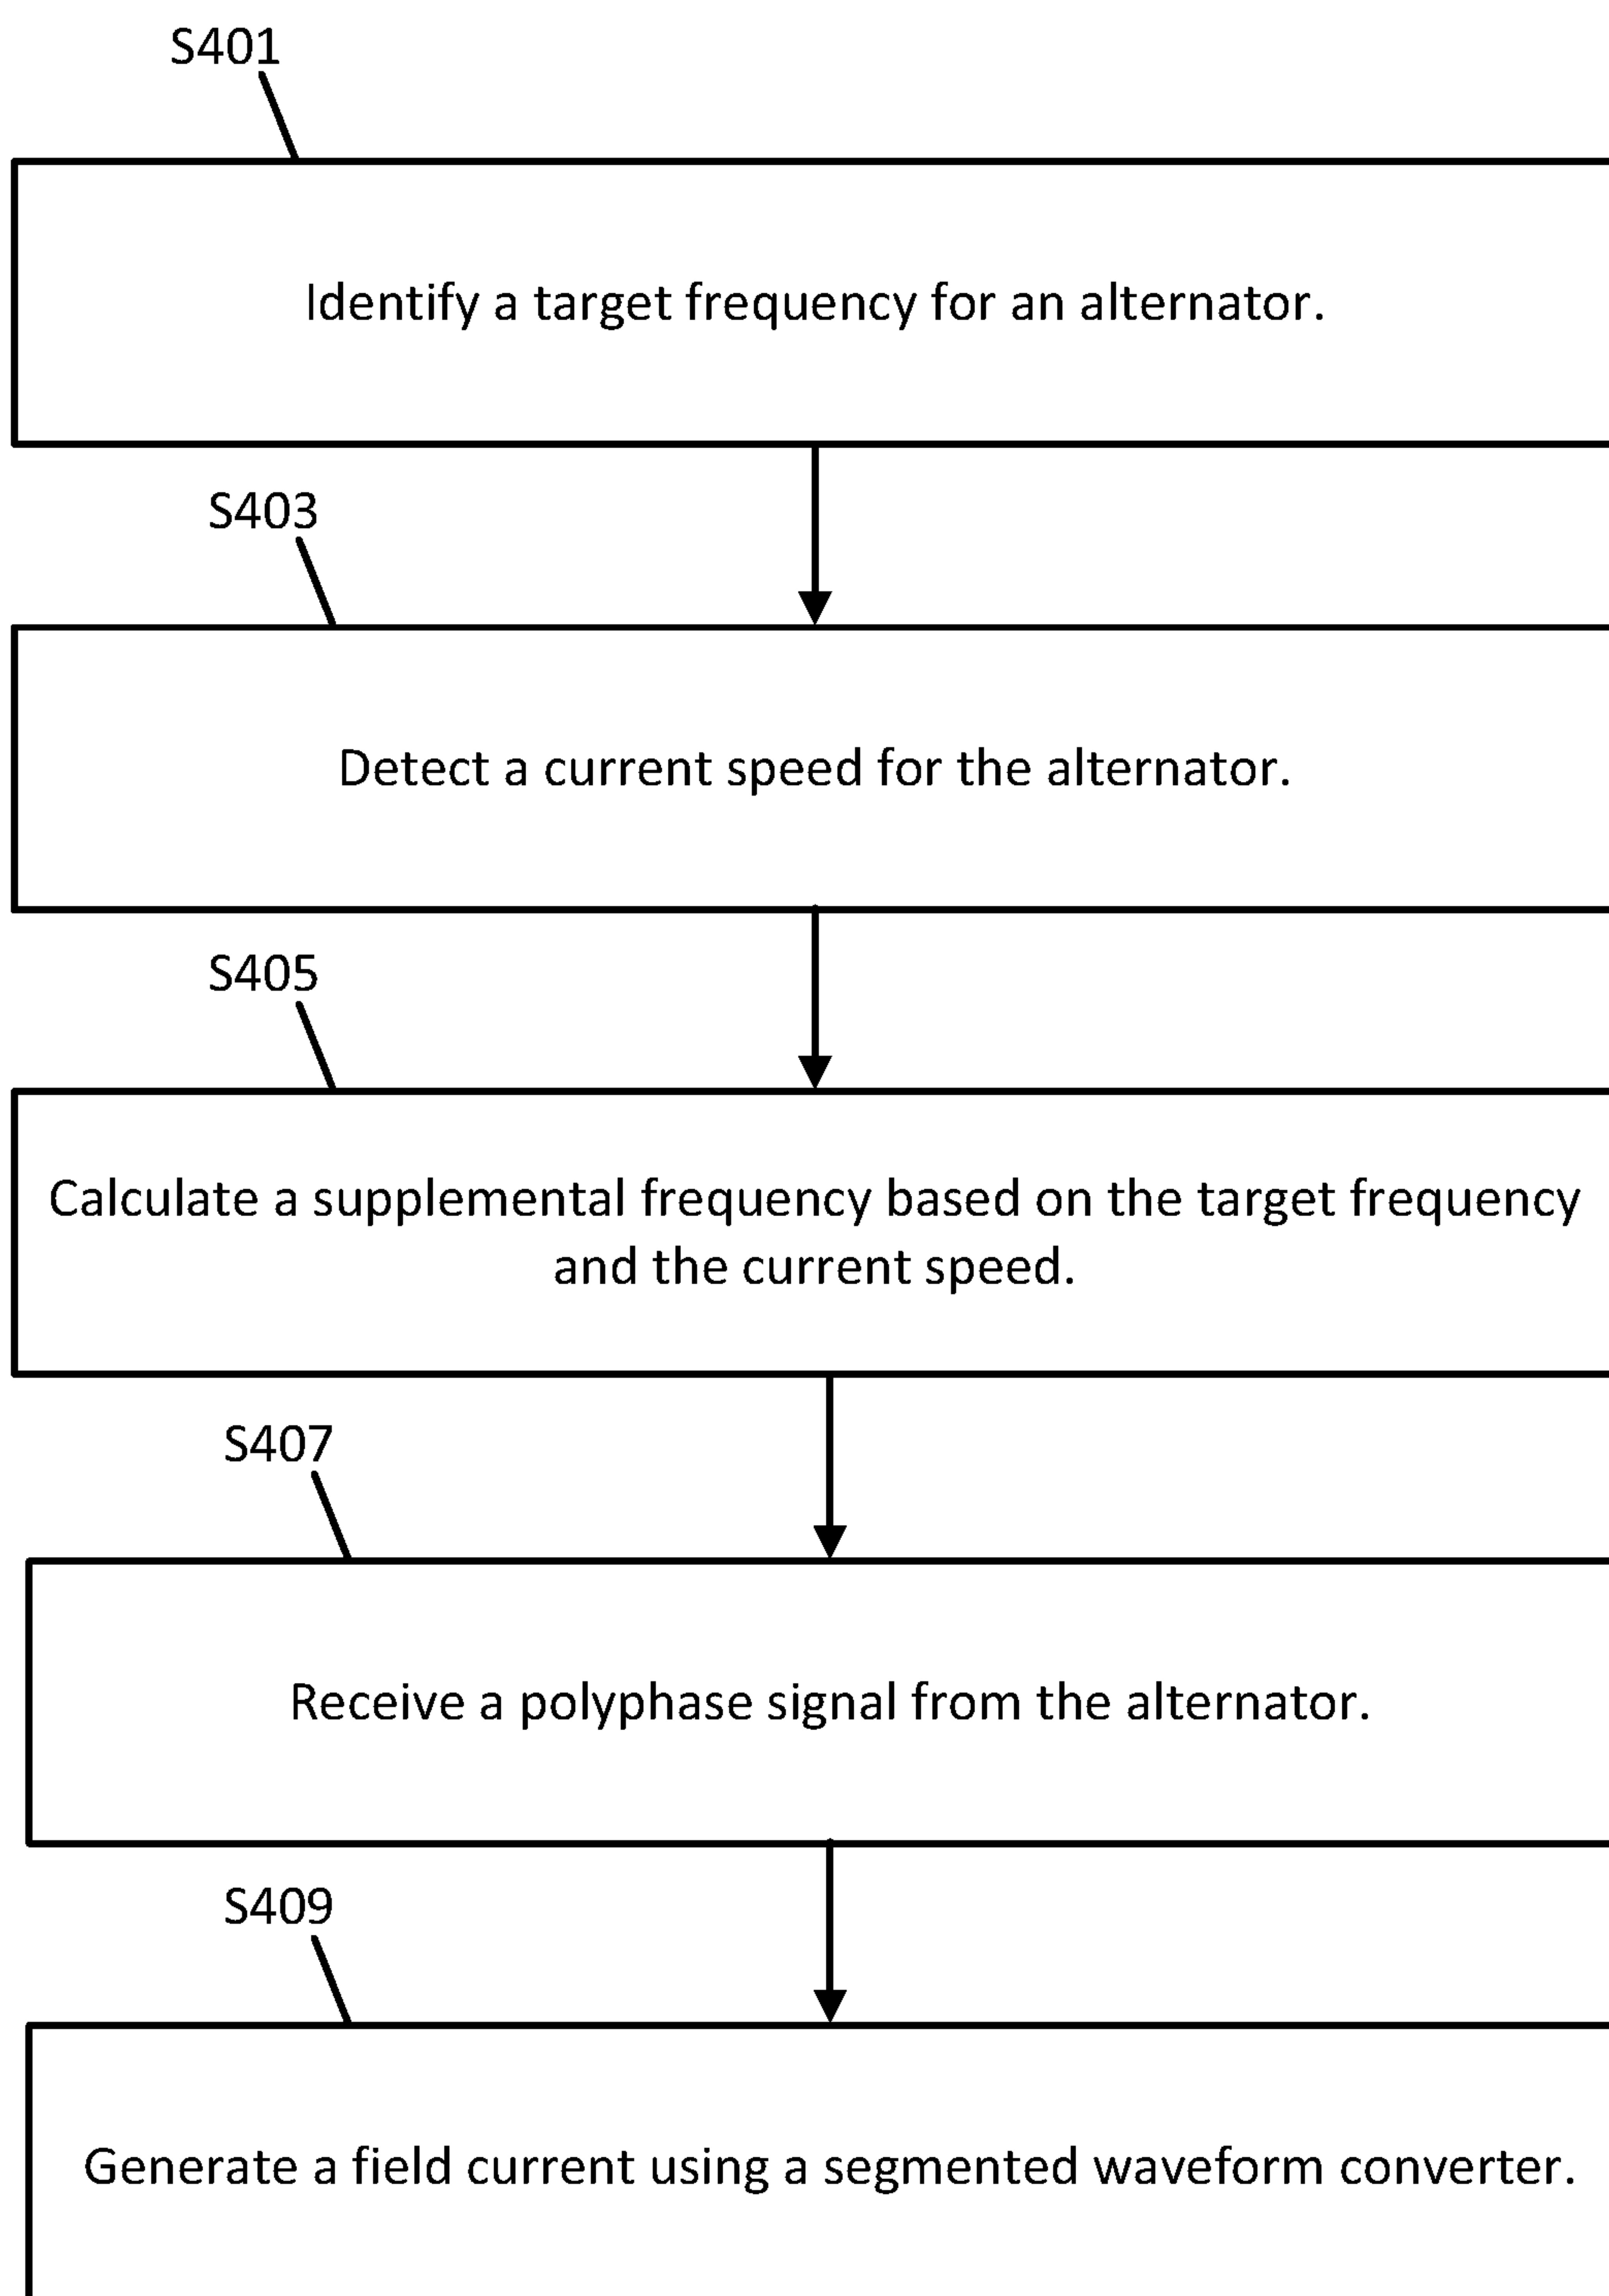 S401
Identify a target frequency for an alternator.
S403
Detect a current speed for the alternator.
S405
Calculate a supplemental frequency based on the target frequency
and the current speed.
S407
Receive a polyphase signal from the alternator.
S409
Generate a field current using a segmented waveform converter.